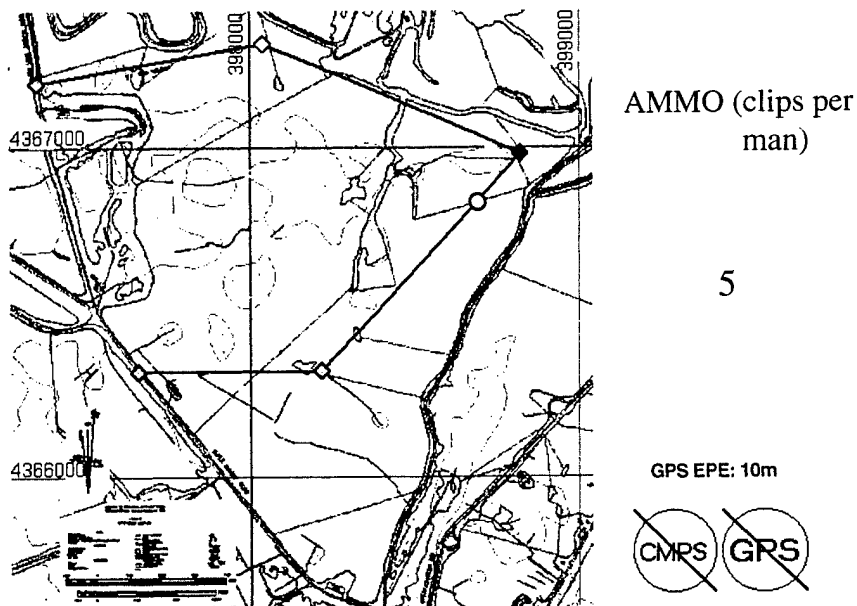 398000
399000
4367000
4366000
AMMO (clips per
man)
5
GPS EPE: 10m
CMPS
GPS